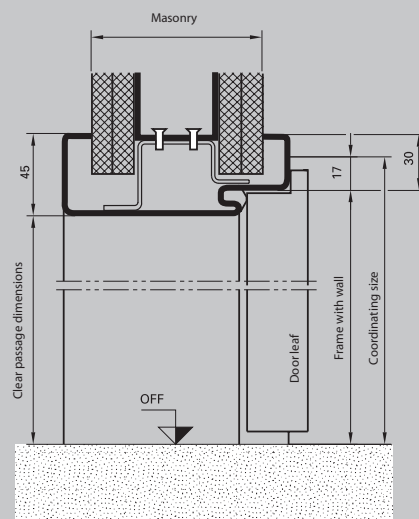 Masonry
45
30
17
Clear passage dimensions
Door leaf
Frame with wall
Coordinating size
OFF